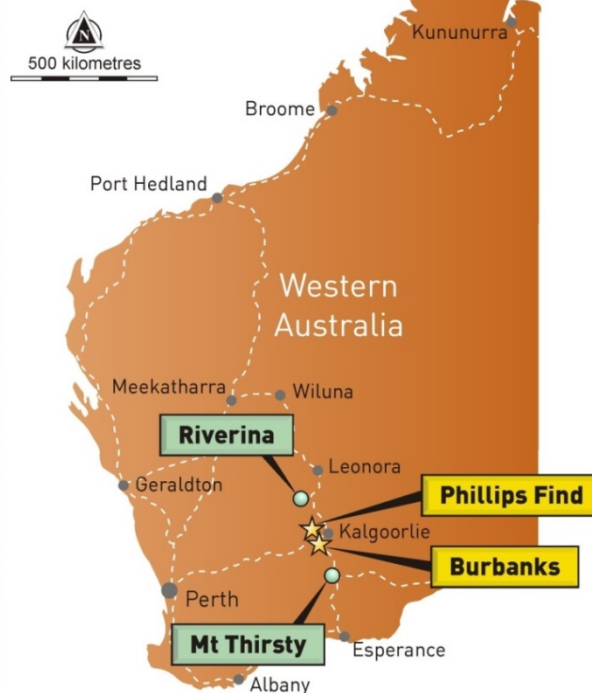 N
500 kilometres
Kununurra
Broome
Port Hedland
Western
Australia
Meekatharra
Wiluna
Riverina
Leonora
Geraldton
Phillips Find
Kalgoorlie
Burbanks
Perth
Mt Thirsty
Esperance
Albany